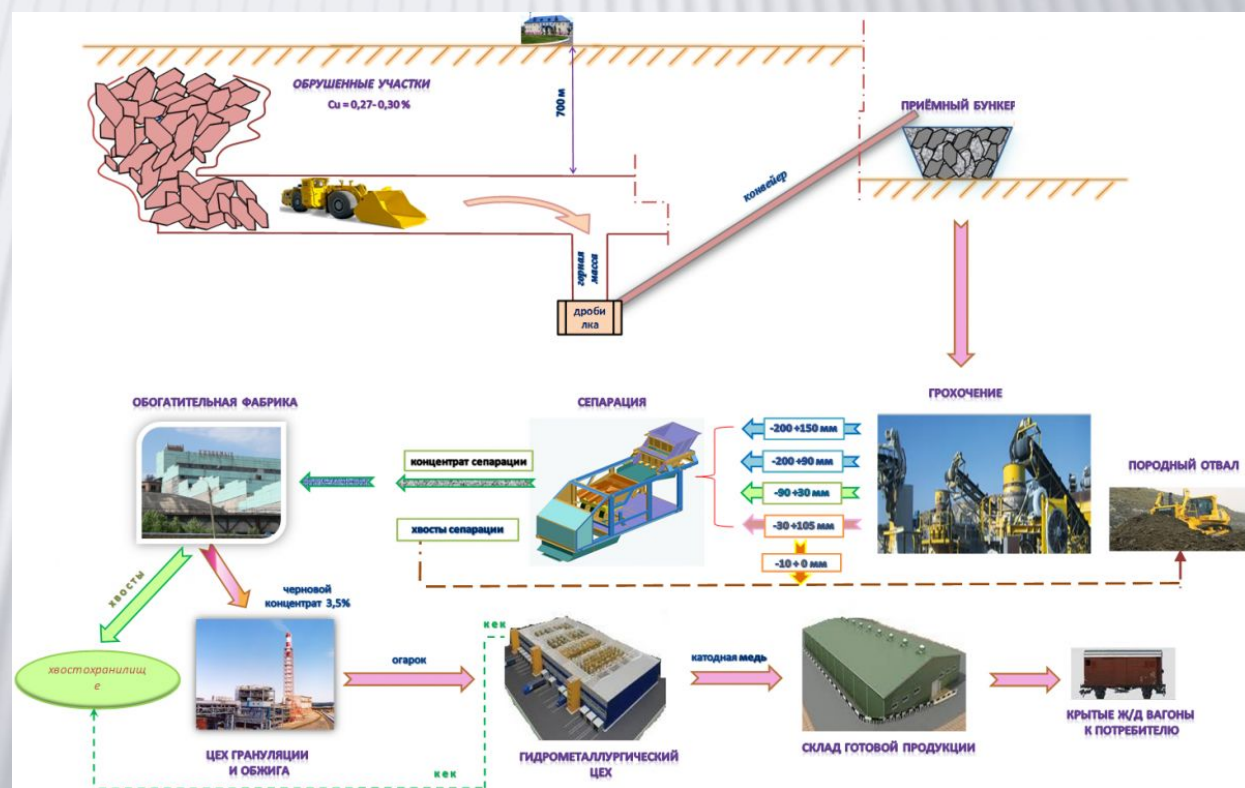 ОБРУШЕННЫЕ УЧАСТКИ
Cu = 0,27- 0,30 %
700 м
ПРИЁМНЫЙ БУНКЕР
конвейер
горная
масса
дроби
лка
ОБОГАТИТЕЛЬНАЯ ФАБРИКА
СЕПАРАЦИЯ
ГРОХОЧЕНИЕ
-200 +150 мм
-200 +90 мм
-90 +30 мм
-30 +105 мм
-10 + 0 мм
концентрат сепарации
хвосты сепарации
ПОРОДНЫЙ ОТВАЛ
хвосты
черновой
концентрат 3,5%
хвостохранилищ
е
огарок
кек
катодная медь
ЦЕХ ГРАНУЛЯЦИИ
И ОБЖИГА
кек
ГИДРОМЕТАЛЛУРГИЧЕСКИЙ
ЦЕХ
СКЛАД ГОТОВОЙ ПРОДУКЦИИ
КРЫТЫЕ Ж/Д ВАГОНЫ
К ПОТРЕБИТЕЛЮ